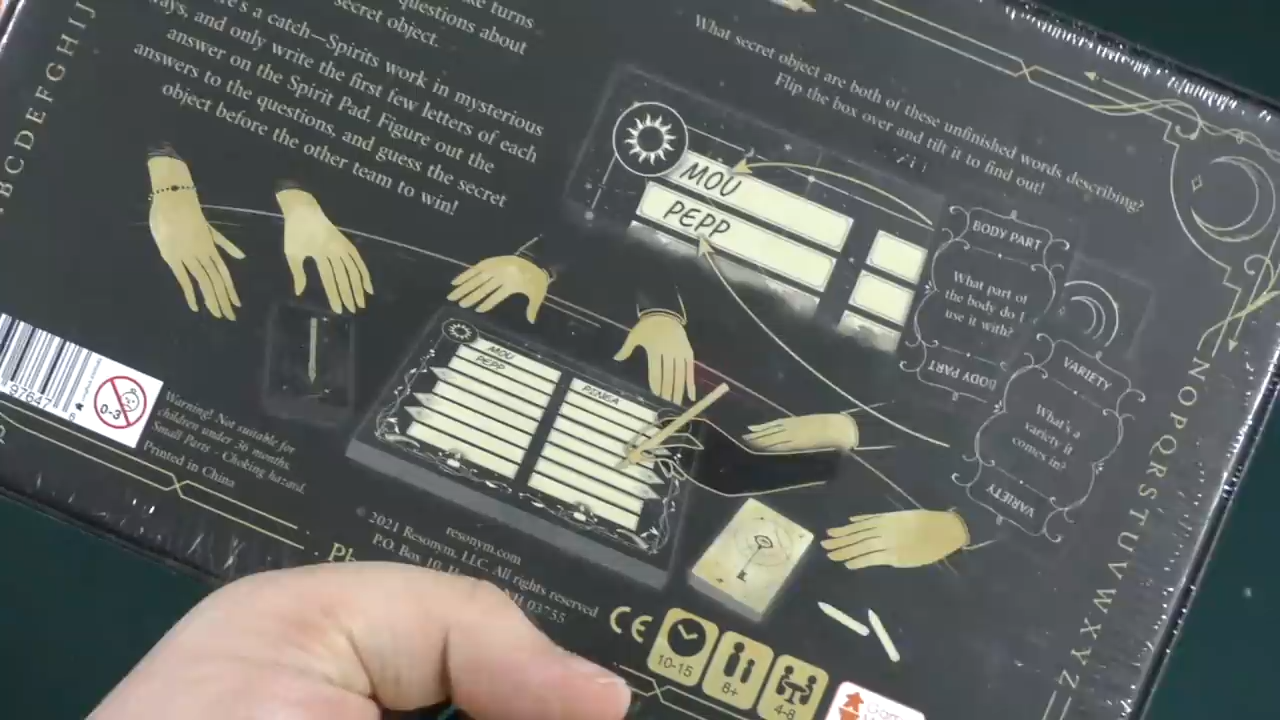 turns
questions about
secret object.
a catch—Spirits work in mysterious
and only write the first few letters of each
answer on the Spirit Pad. Figure out the
answers to the questions, and guess the secret
object before the other team to win!
What secret object are both of these unfinished words describing?
Flip the box over and tilt it to find out!
MOU
PEPP
BODY PART
What part of
the body do I
use it with?
BODY PART
VARIETY
What's a
variety it
comes in?
VARIETY
MOU
PEPP
PINEA
BCDEFGHIJ
NOPQRSTUVWXYZ
97647
6
0-3
Warning! Not suitable for
children under 36 months.
Small Parts - Choking hazard.
Printed in China
resonym.com
© 2021 Resonym, LLC. All rights reserved
P.O. Box 10, NH 03755
CE
10-15
8+
4-8